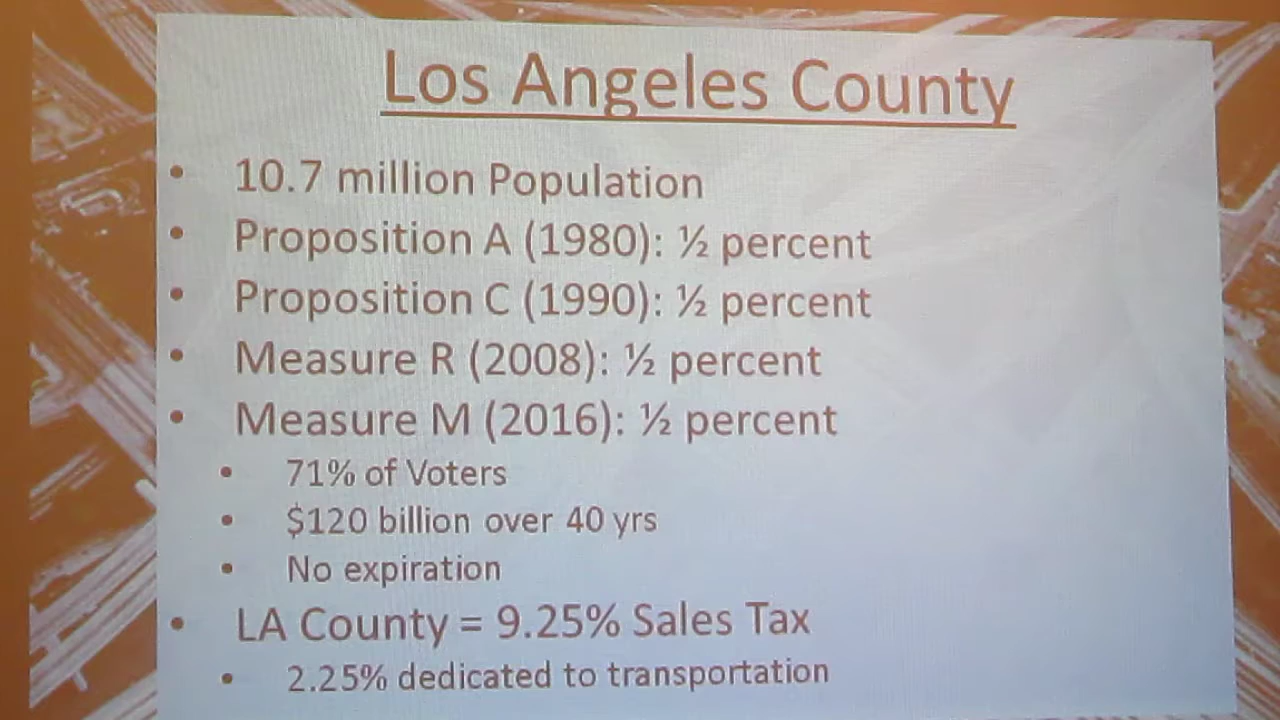 Los Angeles County
• 10.7 million Population
• Proposition A (1980): ½ percent
• Proposition C (1990): ½ percent
• Measure R (2008): ½ percent
• Measure M (2016): ½ percent
• 71% of Voters
• $120 billion over 40 yrs
• No expiration
• LA County = 9.25% Sales Tax
• 2.25% dedicated to transportation